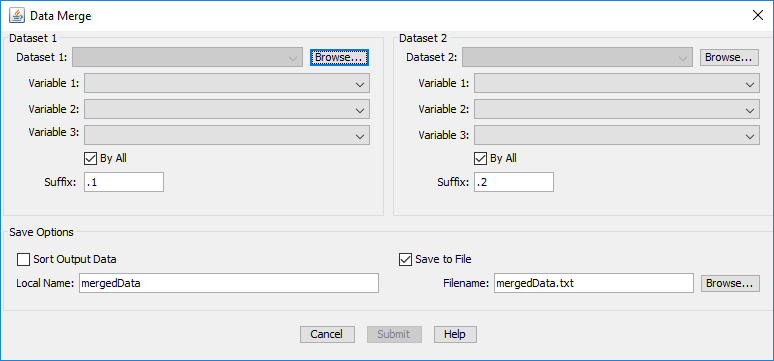 Data Merge
Dataset 1
Dataset 1:
Browse...
Variable 1:
Variable 2:
Variable 3:
By All
Suffix:
.1
Dataset 2
Dataset 2:
Browse...
Variable 1:
Variable 2:
Variable 3:
By All
Suffix:
.2
Save Options
Sort Output Data
Save to File
Local Name:
mergedData
Filename:
mergedData.txt
Browse...
Cancel
Submit
Help